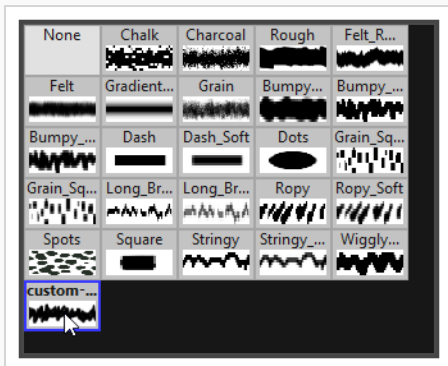 None Chalk Charcoal Rough Felt_R...
Felt Gradient... Grain Bumpy... Bumpy_...
Bumpy_... Dash Dash_Soft Dots Grain_Sq...
Grain_Sq... Long_Br... Long_Br... Ropy Ropy_Soft
Spots Square Stringy Stringy_... Wiggly...
custom-...